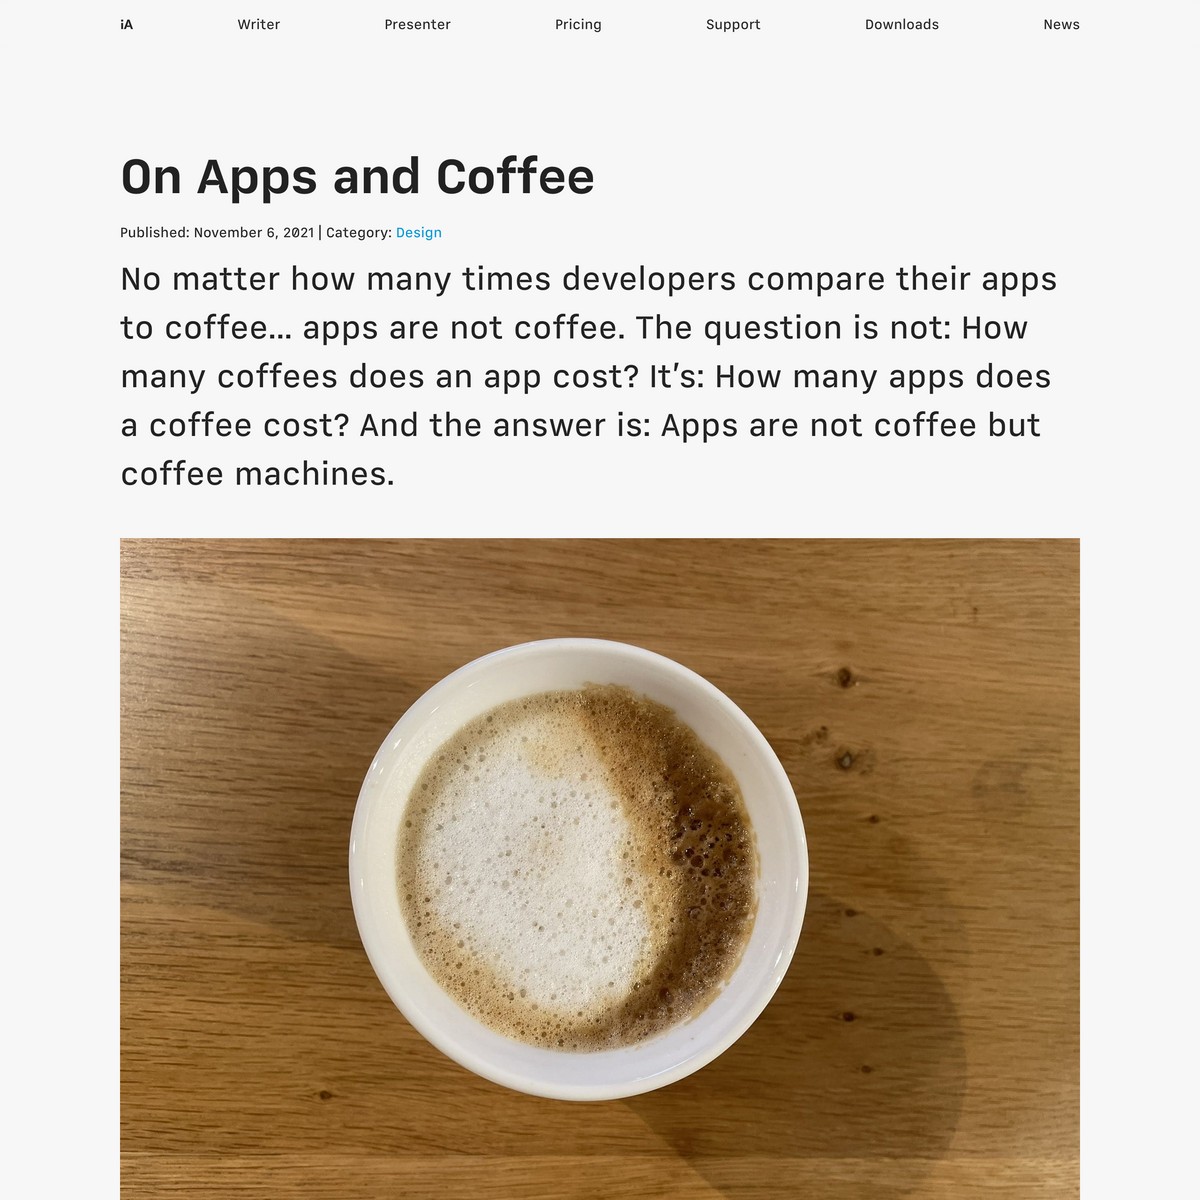 iA Writer Presenter Pricing Support Downloads News
On Apps and Coffee
Published: November 6, 2021 | Category: Design
No matter how many times developers compare their apps
to coffee… apps are not coffee. The question is not: How
many coffees does an app cost? It’s: How many apps does
a coffee cost? And the answer is: Apps are not coffee but
coffee machines.